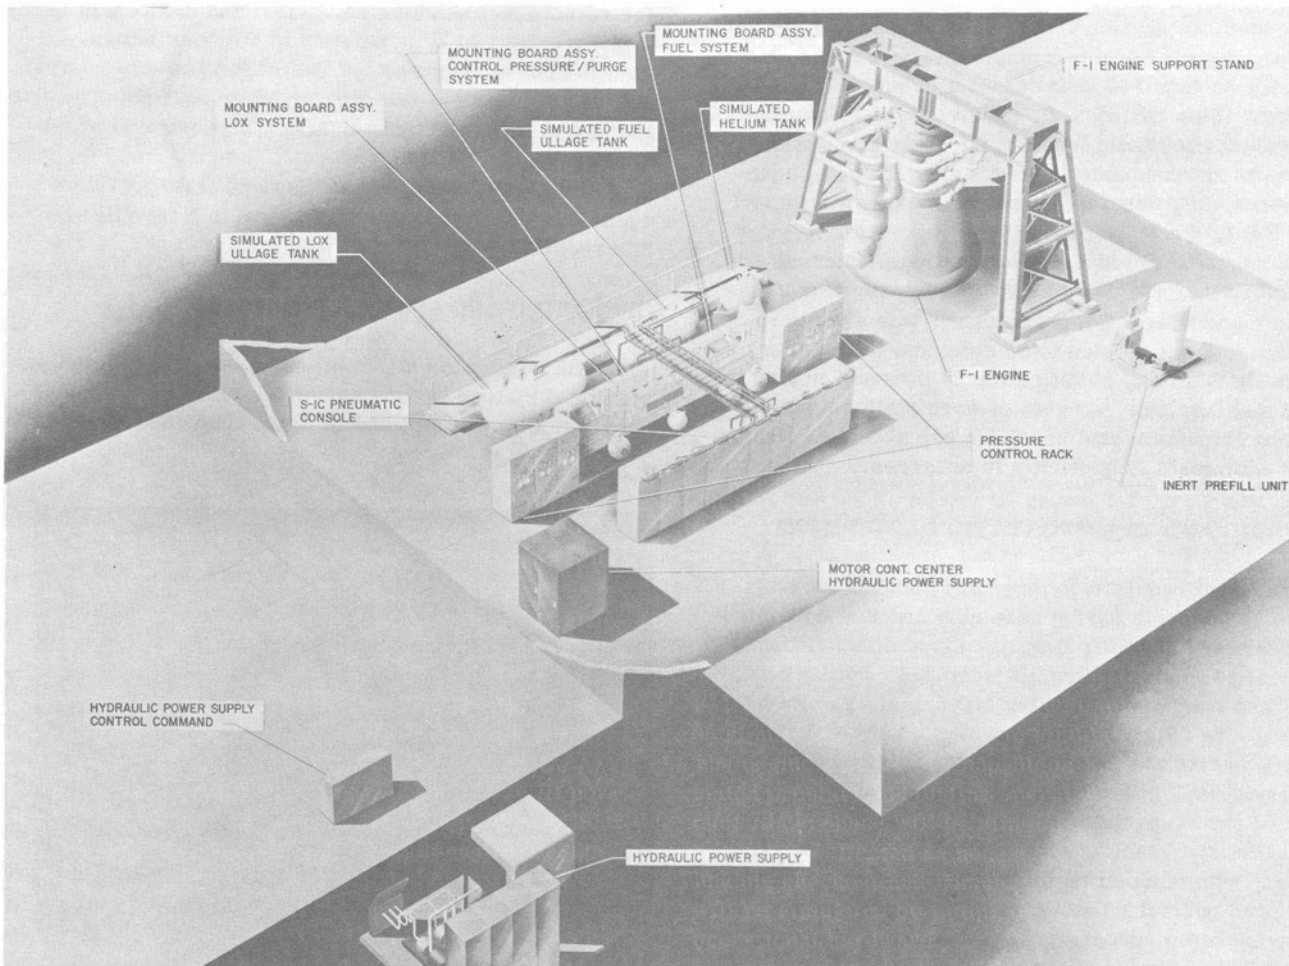 MOUNTING BOARD ASSY.
FUEL SYSTEM
MOUNTING BOARD ASSY.
CONTROL PRESSURE/PURGE
SYSTEM
F-1 ENGINE SUPPORT STAND
MOUNTING BOARD ASSY.
LOX SYSTEM
SIMULATED FUEL
ULLAGE TANK
SIMULATED
HELIUM TANK
SIMULATED LOX
ULLAGE TANK
F-1 ENGINE
S-IC PNEUMATIC
CONSOLE
PRESSURE
CONTROL RACK
INERT PREFILL UNIT
MOTOR CONT. CENTER
HYDRAULIC POWER SUPPLY
HYDRAULIC POWER SUPPLY
CONTROL COMMAND
HYDRAULIC POWER SUPPLY